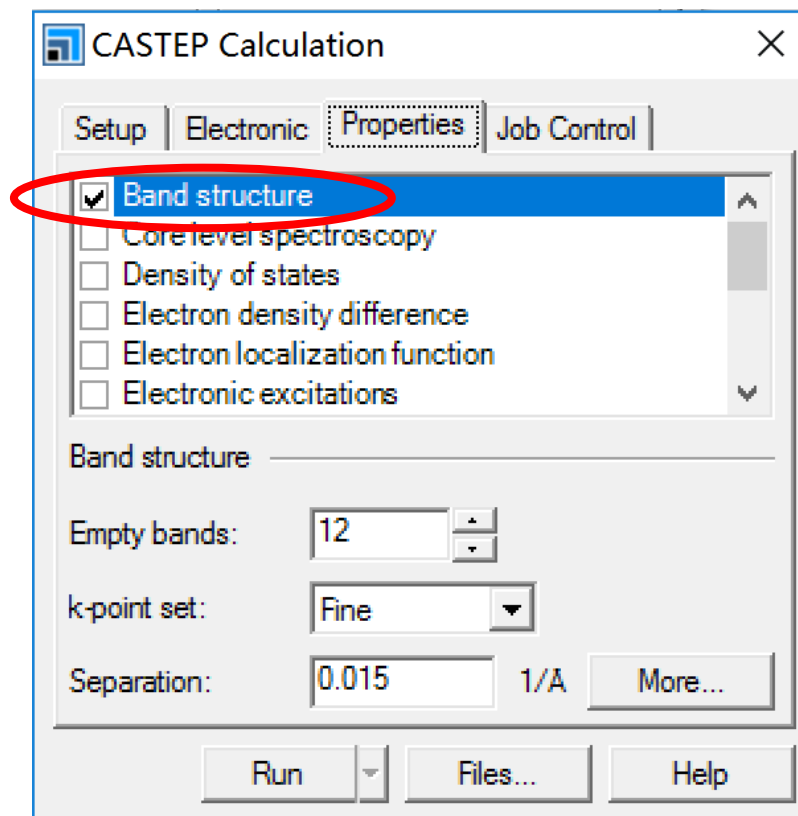 CASTEP Calculation
Setup Electronic Properties Job Control
Band structure
Core level spectroscopy
Density of states
Electron density difference
Electron localization function
Electronic excitations
Band structure
Empty bands: 12
k-point set: Fine
Separation: 0.015 1/A More...
Run Files... Help